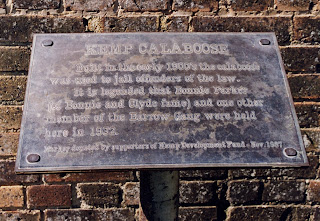 KEMP CALABOOSE
Built in the early 1900's the calaboose
was used to jail offenders of the law.
It is legended that Bonnie Parker
(of Bonnie and Clyde fame) and one other
member of the Barrow Gang were held
here in 1932.
Marker donated by supporters of Kemp Development Fund - Nov. 1987